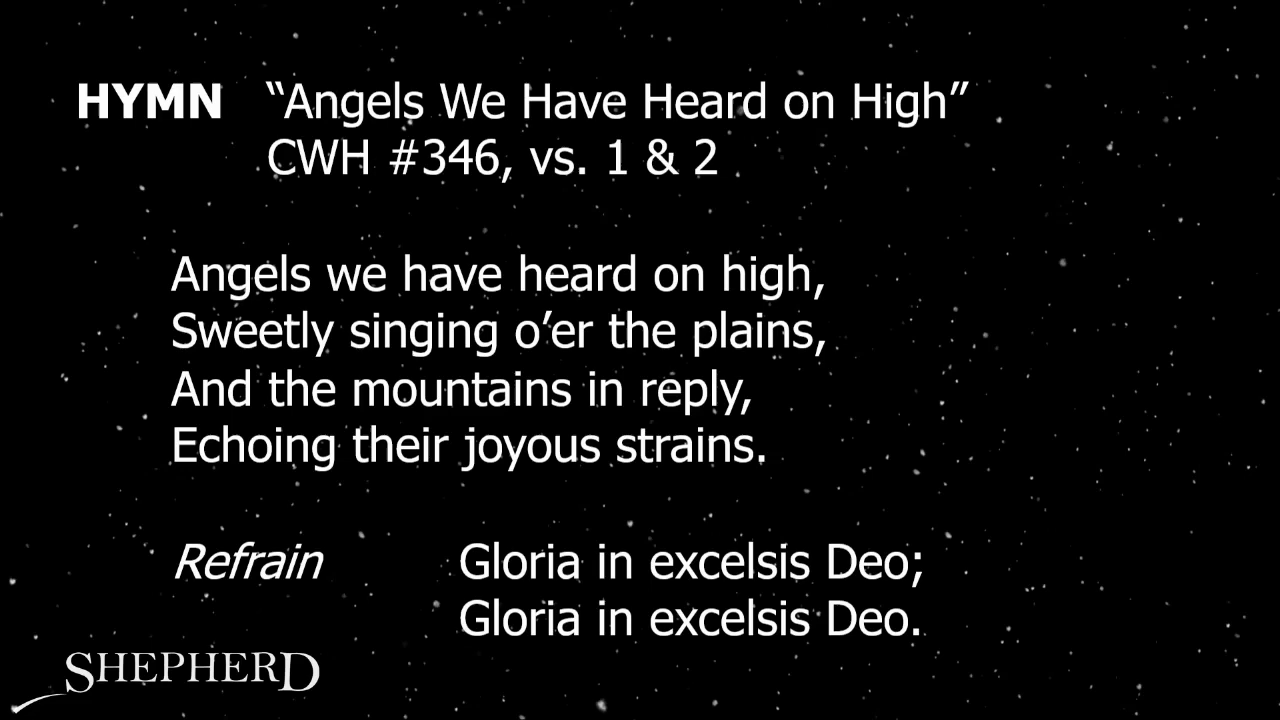 HYMN “Angels We Have Heard on High”
CWH #346, vs. 1 & 2
Angels we have heard on high,
Sweetly singing o’er the plains,
And the mountains in reply,
Echoing their joyous strains.
Refrain Gloria in excelsis Deo;
Gloria in excelsis Deo.
SHEPHERD